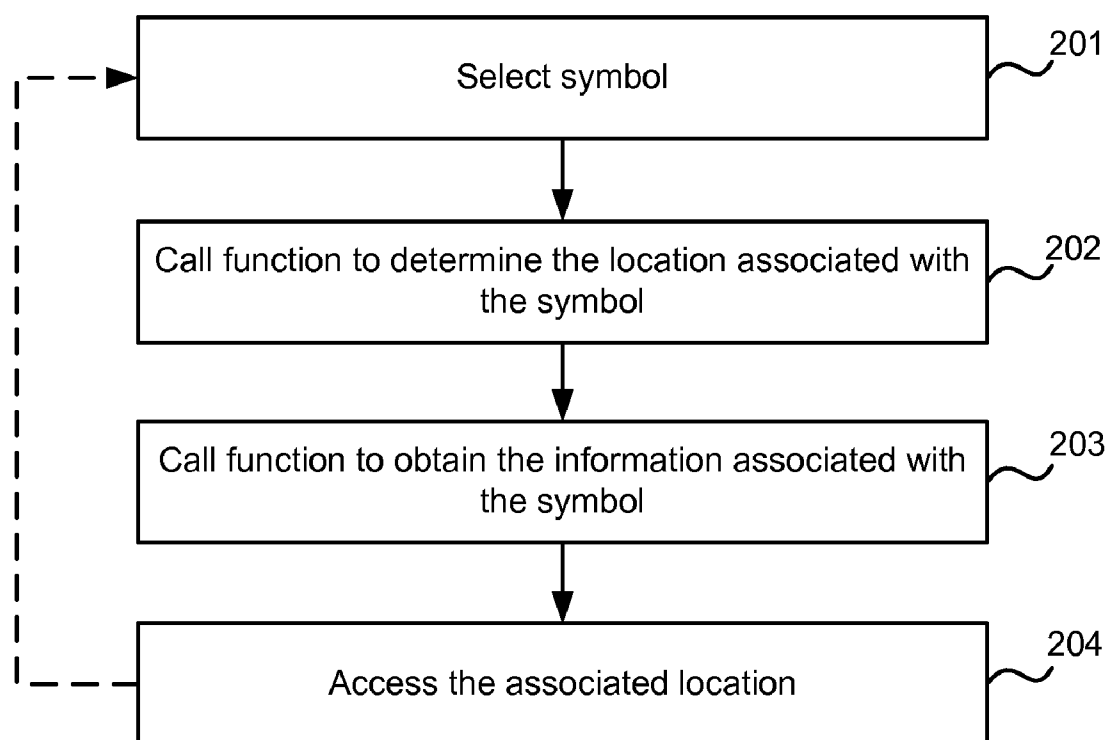 Select symbol
201
Call function to determine the location associated with
the symbol
202
Call function to obtain the information associated with
the symbol
203
Access the associated location
204